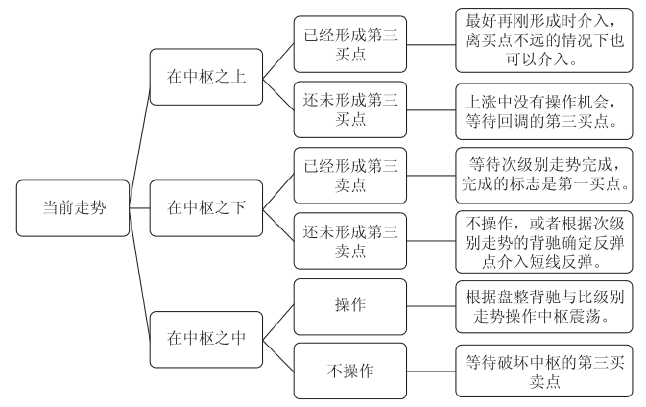 当前走势
在中枢之上
已经形成第三
买点
最好再刚形成时介入，
离买点不远的情况下也
可以介入。
还未形成第三
买点
上涨中没有操作机会，
等待回调的第三买点。
在中枢之下
已经形成第三
卖点
等待次级别走势完成，
完成的标志是第一买点。
还未形成第三
卖点
不操作，或者根据次级
别走势的背驰确定反弹
点介入短线反弹。
在中枢之中
操作
根据盘整背驰与比级别
走势操作中枢震荡。
不操作
等待破坏中枢的第三买
卖点